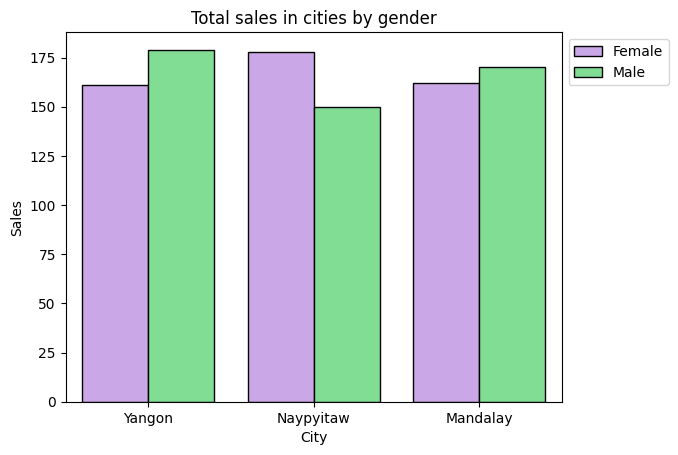 Total sales in cities by gender
Female
Male
175
150
125
100
75
50
25
0
Sales
Yangon
Naypyitaw
Mandalay
City